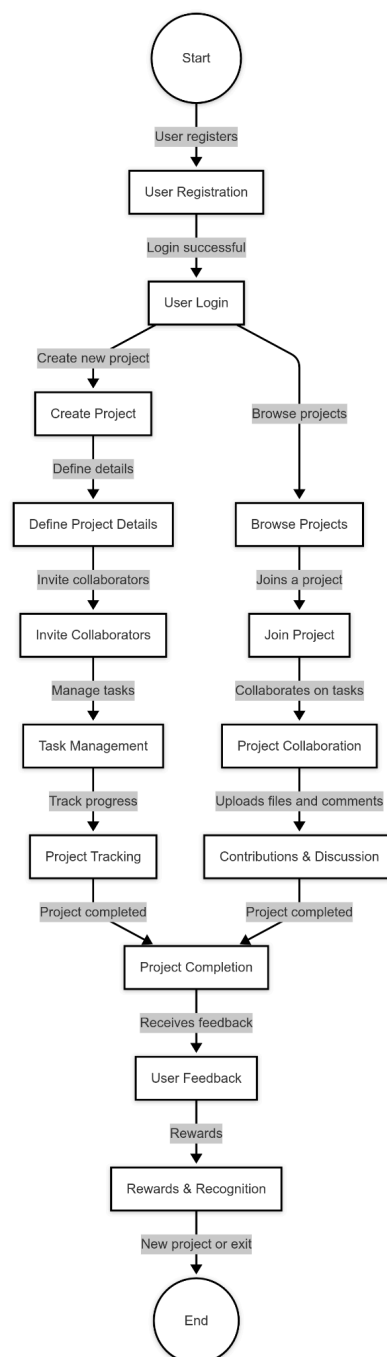 Start
User registers
User Registration
Login successful
User Login
Create new project
Create Project
Browse projects
Define details
Define Project Details
Browse Projects
Invite collaborators
Joins a project
Invite Collaborators
Join Project
Manage tasks
Collaborates on tasks
Task Management
Project Collaboration
Track progress
Uploads files and comments
Project Tracking
Contributions & Discussion
Project completed
Project completed
Project Completion
Receives feedback
User Feedback
Rewards
Rewards & Recognition
New project or exit
End